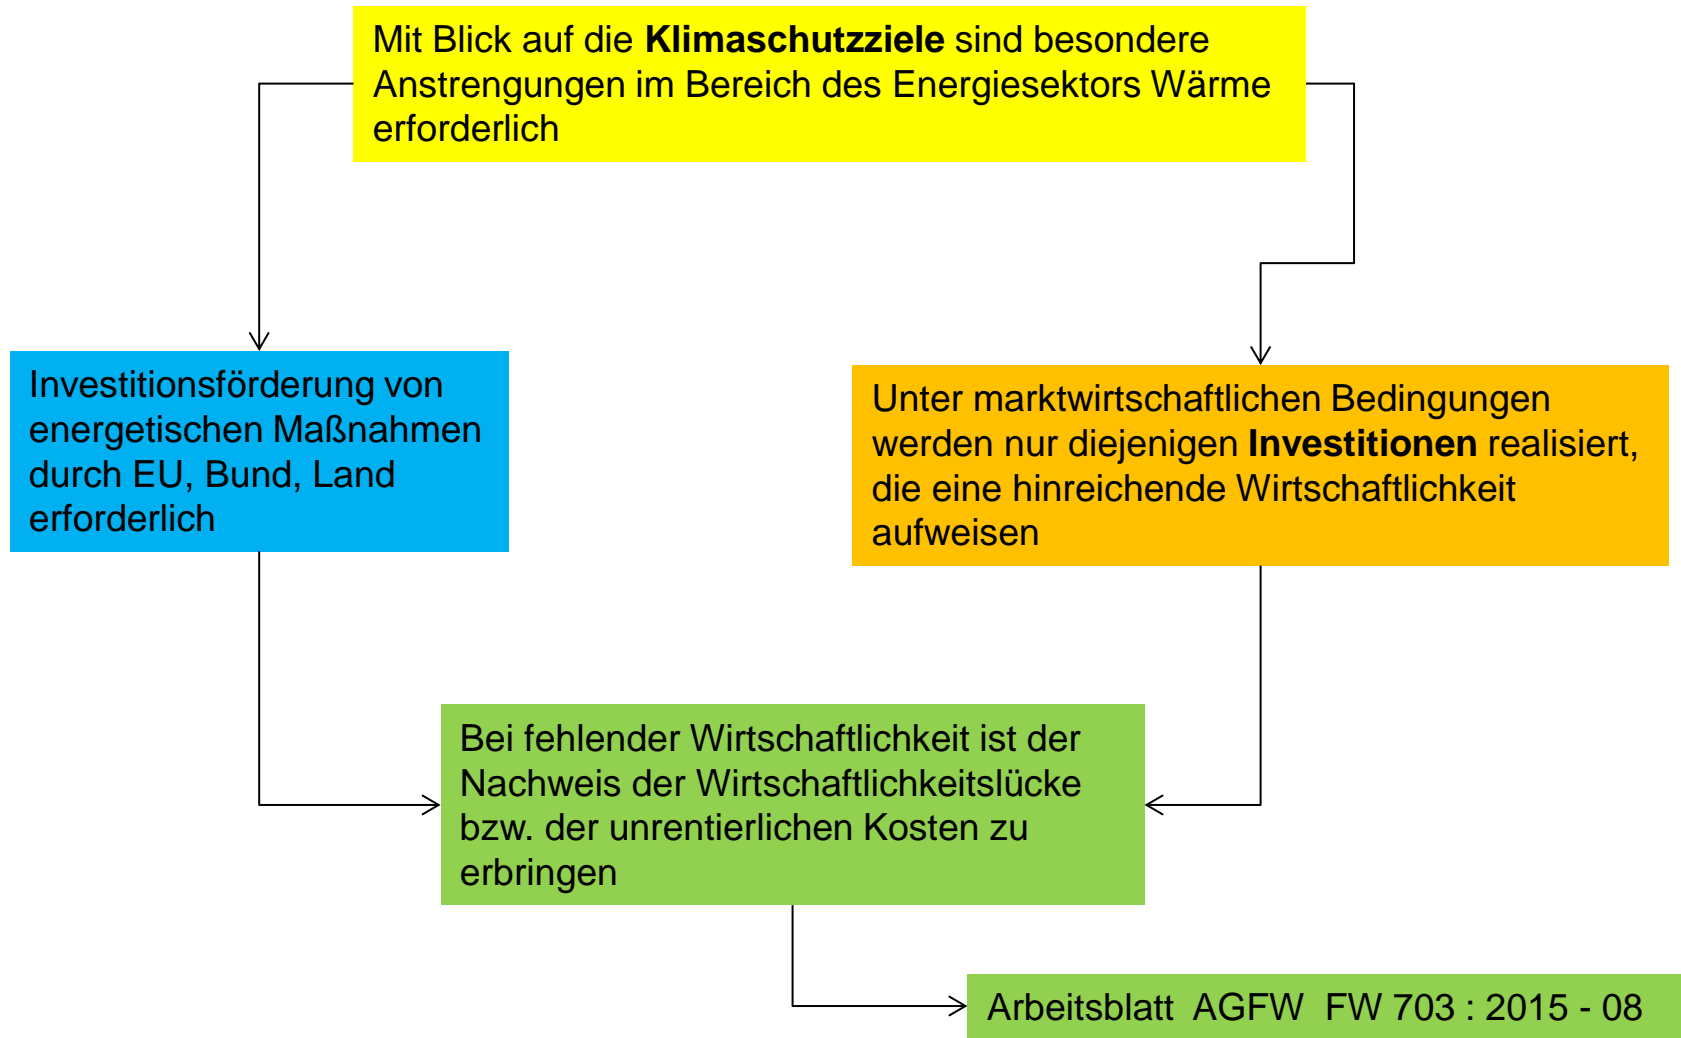 Mit Blick auf die Klimaschutzziele sind besondere
Anstrengungen im Bereich des Energiesektors Wärme
erforderlich
Investitionsförderung von
energetischen Maßnahmen
durch EU, Bund, Land
erforderlich
Unter marktwirtschaftlichen Bedingungen
werden nur diejenigen Investitionen realisiert,
die eine hinreichende Wirtschaftlichkeit
aufweisen
Bei fehlender Wirtschaftlichkeit ist der
Nachweis der Wirtschaftlichkeitslücke
bzw. der unrentierlichen Kosten zu
erbringen
Arbeitsblatt AGFW FW 703 : 2015 - 08